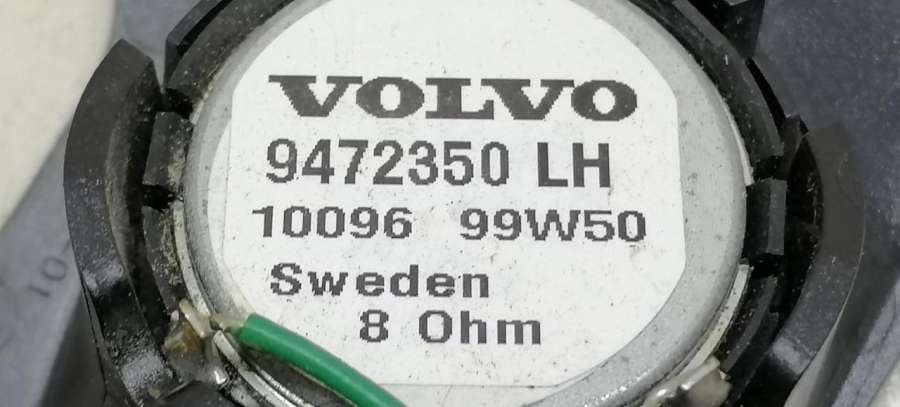 VOLVO
9472350 LH
10096 99W50
Sweden
8 Ohm